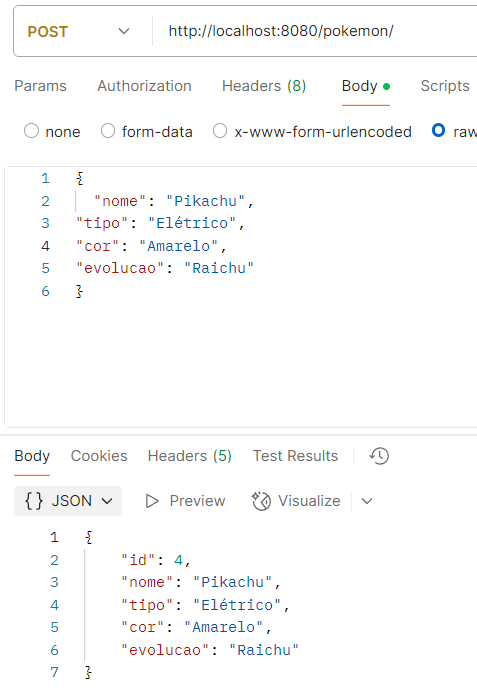 POST http://localhost:8080/pokemon/
Params Authorization Headers (8) Body Scripts
none form-data x-www-form-urlencoded raw
1 {
2 "nome": "Pikachu",
3 "tipo": "Elétrico",
4 "cor": "Amarelo",
5 "evolucao": "Raichu"
6 }
Body Cookies Headers (5) Test Results
{} JSON Preview Visualize
1 {
2 "id": 4,
3 "nome": "Pikachu",
4 "tipo": "Elétrico",
5 "cor": "Amarelo",
6 "evolucao": "Raichu"
7 }